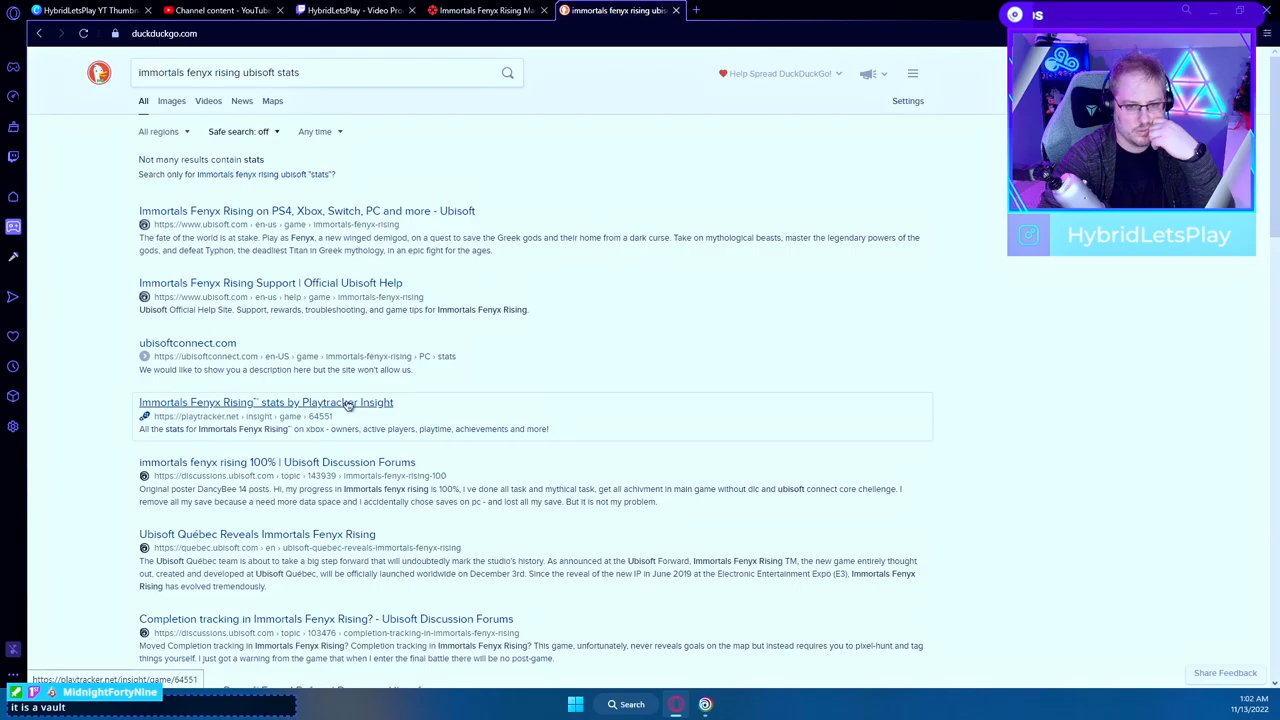 HybridLetsPlay YT Thumbn
Channel content - YouTube
HybridLetsPlay - Video Pro
Immortals Fenyx Rising Ma
immortals fenyx rising ubis
duckduckgo.com
immortals fenyx rising ubisoft stats
Help Spread DuckDuckGo!
All
Images
Videos
News
Maps
Settings
All regions
Safe search: off
Any time
Not many results contain stats
Search only for immortals fenyx rising ubisoft "stats"?
Immortals Fenyx Rising on PS4, Xbox, Switch, PC and more - Ubisoft
https://www.ubisoft.com › en-us › game › immortals-fenyx-rising
The fate of the world is at stake. Play as Fenyx, a new winged demigod, on a quest to save the Greek gods and their home from a dark curse. Take on mythological beasts, master the legendary powers of the
gods, and defeat Typhon, the deadliest Titan in Greek mythology, in an epic fight for the ages.
Immortals Fenyx Rising Support | Official Ubisoft Help
https://www.ubisoft.com › en-us › help › game › immortals-fenyx-rising
Ubisoft Official Help Site. Support, rewards, troubleshooting, and game tips for Immortals Fenyx Rising.
ubisoftconnect.com
https://ubisoftconnect.com › en-US › game › immortals-fenyx-rising › PC › stats
We would like to show you a description here but the site won't allow us.
Immortals Fenyx Rising™ stats by Playtracker Insight
https://playtracker.net › insight › game › 64551
All the stats for Immortals Fenyx Rising™ on xbox - owners, active players, playtime, achievements and more!
immortals fenyx rising 100% | Ubisoft Discussion Forums
https://discussions.ubisoft.com › topic › 143939 › immortals-fenyx-rising-100
Original poster DancyBee 14 posts. Hi, my progress in Immortals fenyx rising is 100%, i ve done all task and mythical task, get all achivment in main game without dlc and ubisoft connect core chellenge. I
remove all my save because a need more data space and I accidentally chose saves on pc - and lost all my save. But it is not my problem.
Ubisoft Québec Reveals Immortals Fenyx Rising
https://quebec.ubisoft.com › en › ubisoft-quebec-reveals-immortals-fenyx-rising
The Ubisoft Québec team is about to take a big step forward that will undoubtedly mark the studio's history. As announced at the Ubisoft Forward, Immortals Fenyx Rising TM, the new game entirely thought
out, created and developed at Ubisoft Québec, will be officially launched worldwide on December 3rd. Since the reveal of the new IP in June 2019 at the Electronic Entertainment Expo (E3), Immortals Fenyx
Rising has evolved tremendously.
Completion tracking in Immortals Fenyx Rising? - Ubisoft Discussion Forums
https://discussions.ubisoft.com › topic › 103476 › completion-tracking-in-immortals-fenyx-rising
Moved Completion tracking in Immortals Fenyx Rising? Completion tracking in Immortals Fenyx Rising? This game, unfortunately, never reveals goals on the map but instead requires you to pixel-hunt and tag
things yourself. I just got a warning from the game that when I enter the final battle there will be no post-game.
https://playtracker.net/insight/game/64551
Share Feedback
HybridLetsPlay
MidnightFortyNine
it is a vault
Search
1:02 AM
11/13/2022